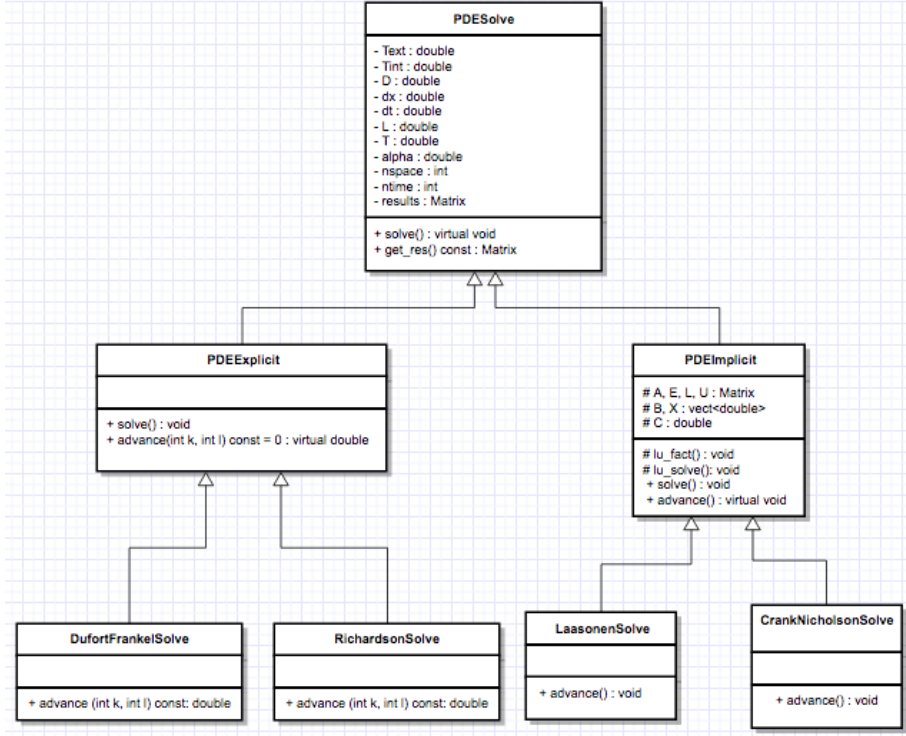 PDESolve
- Text : double
- Tint : double
- D : double
- dx : double
- dt : double
- L : double
- T : double
- alpha : double
- nspace : int
- ntime : int
- results : Matrix
+ solve() : virtual void
+ get_res() const : Matrix
PDEExplicit
+ solve() : void
+ advance(int k, int l) const = 0 : virtual double
PDEImplicit
# A, E, L, U : Matrix
# B, X : vect<double>
# C : double
# lu_fact() : void
# lu_solve(): void
+ solve() : void
+ advance() : virtual void
DufortFrankelSolve
+ advance (int k, int l) const: double
RichardsonSolve
+ advance (int k, int l) const: double
LaasonenSolve
+ advance() : void
CrankNicholsonSolve
+ advance() : void